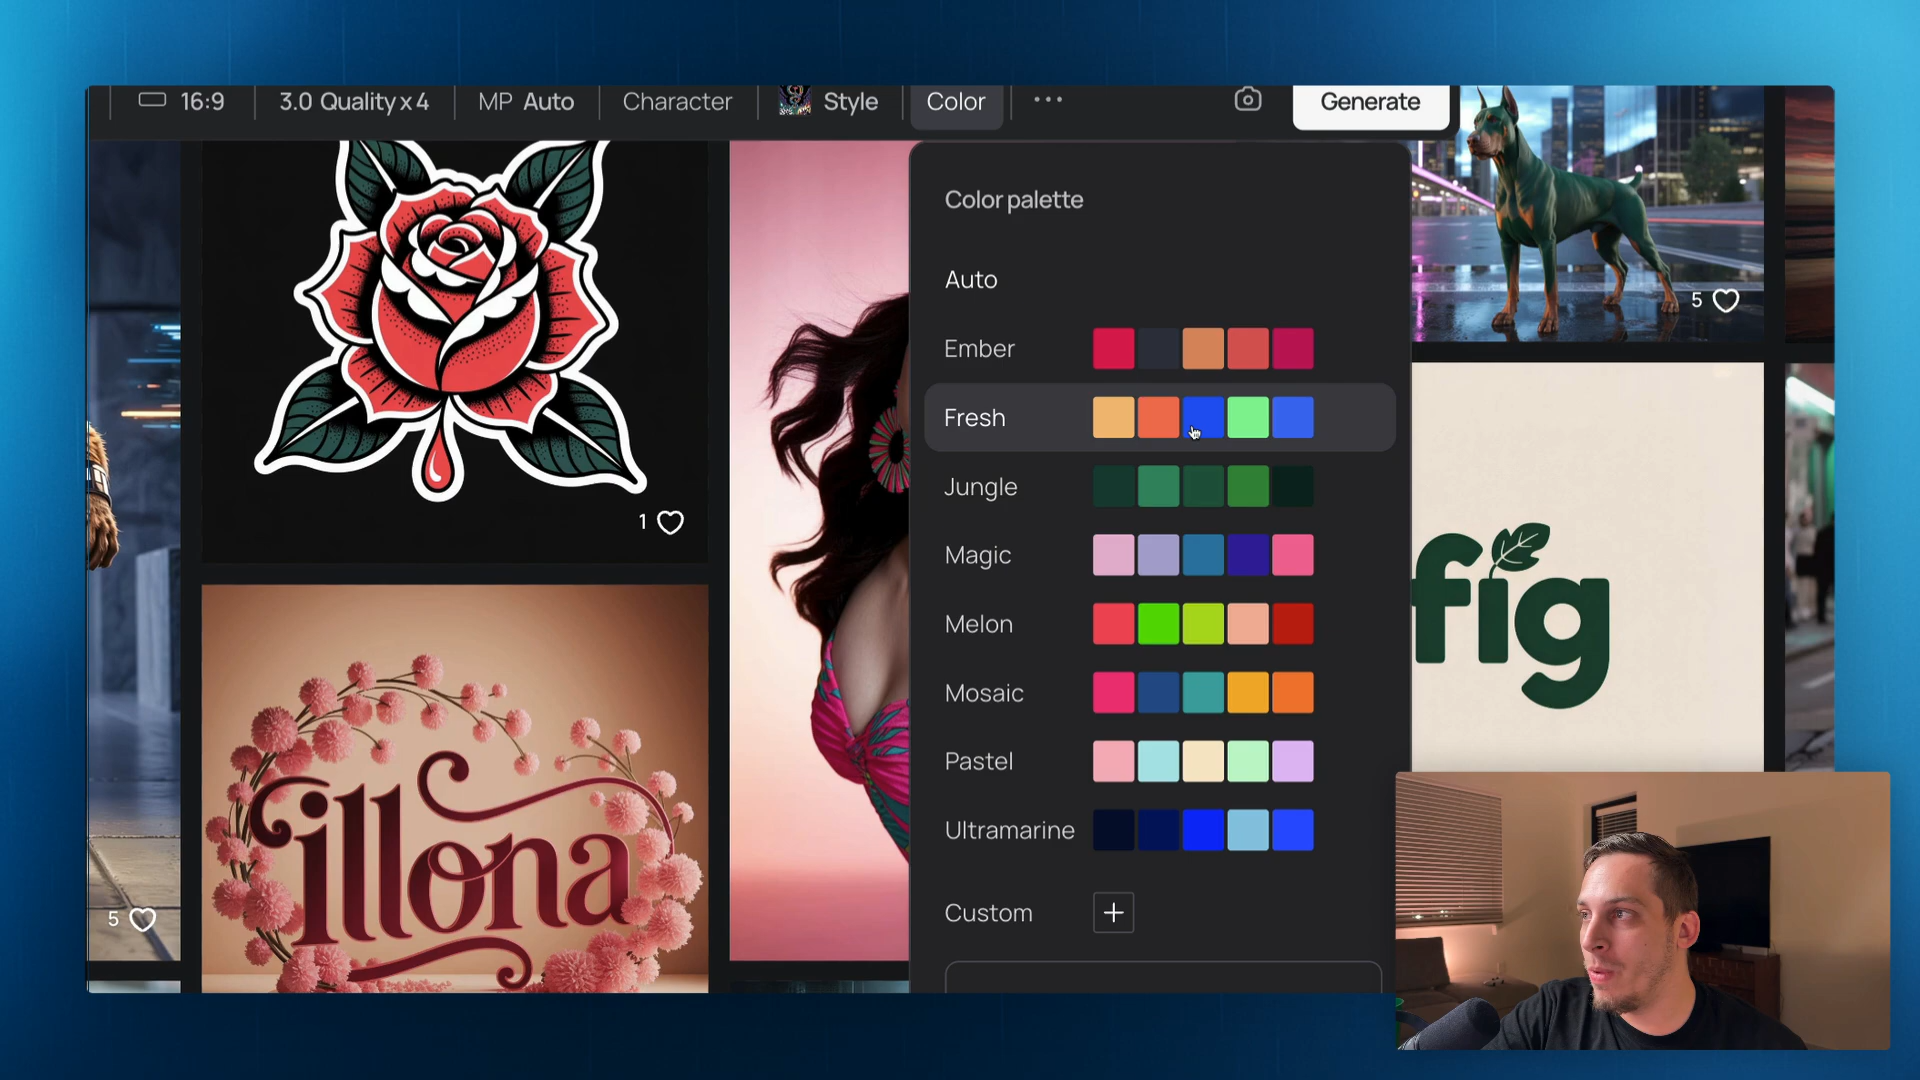 16:9
3.0 Quality x 4
MP Auto
Character
Style
Color
Generate
Color palette
Auto
Ember
Fresh
Jungle
Magic
Melon
Mosaic
Pastel
Ultramarine
Custom
1
5
5
illona
fig